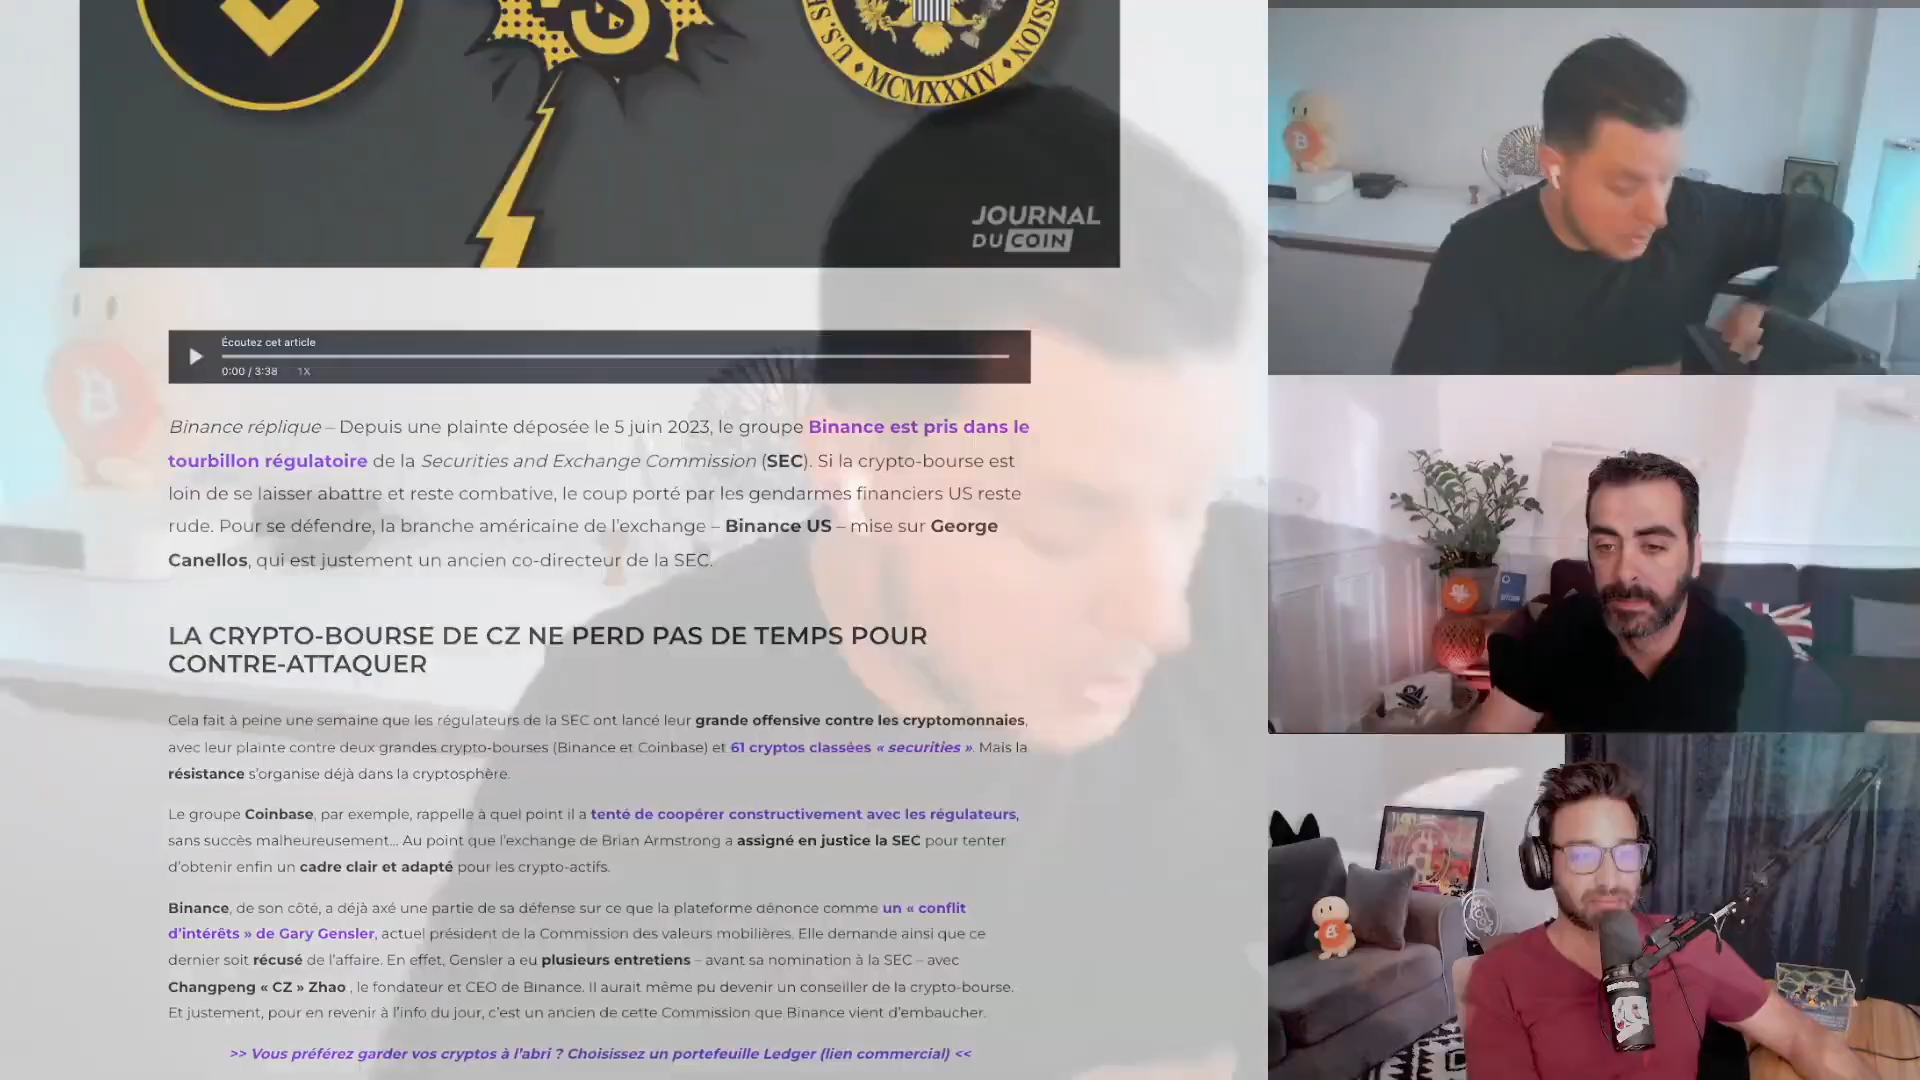 U.S. SE
SSION
MCMXXXIV
JOURNAL
DU COIN
Écoutez cet article
0:00 / 3:38 1X
Binance réplique – Depuis une plainte déposée le 5 juin 2023, le groupe Binance est pris dans le
tourbillon régulatoire de la Securities and Exchange Commission (SEC). Si la crypto-bourse est
loin de se laisser abattre et reste combative, le coup porté par les gendarmes financiers US reste
rude. Pour se défendre, la branche américaine de l’exchange – Binance US – mise sur George
Canellos, qui est justement un ancien co-directeur de la SEC.
LA CRYPTO-BOURSE DE CZ NE PERD PAS DE TEMPS POUR
CONTRE-ATTAQUER
Cela fait à peine une semaine que les régulateurs de la SEC ont lancé leur grande offensive contre les cryptomonnaies,
avec leur plainte contre deux grandes crypto-bourses (Binance et Coinbase) et 61 cryptos classées « securities ». Mais la
résistance s’organise déjà dans la cryptosphère.
Le groupe Coinbase, par exemple, rappelle à quel point il a tenté de coopérer constructivement avec les régulateurs,
sans succès malheureusement… Au point que l’exchange de Brian Armstrong a assigné en justice la SEC pour tenter
d’obtenir enfin un cadre clair et adapté pour les crypto-actifs.
Binance, de son côté, a déjà axé une partie de sa défense sur ce que la plateforme dénonce comme un « conflit
d’intérêts » de Gary Gensler, actuel président de la Commission des valeurs mobilières. Elle demande ainsi que ce
dernier soit récusé de l’affaire. En effet, Gensler a eu plusieurs entretiens – avant sa nomination à la SEC – avec
Changpeng « CZ » Zhao , le fondateur et CEO de Binance. Il aurait même pu devenir un conseiller de la crypto-bourse.
Et justement, pour en revenir à l’info du jour, c’est un ancien de cette Commission que Binance vient d’embaucher.
>> Vous préférez garder vos cryptos à l’abri ? Choisissez un portefeuille Ledger (lien commercial) <<